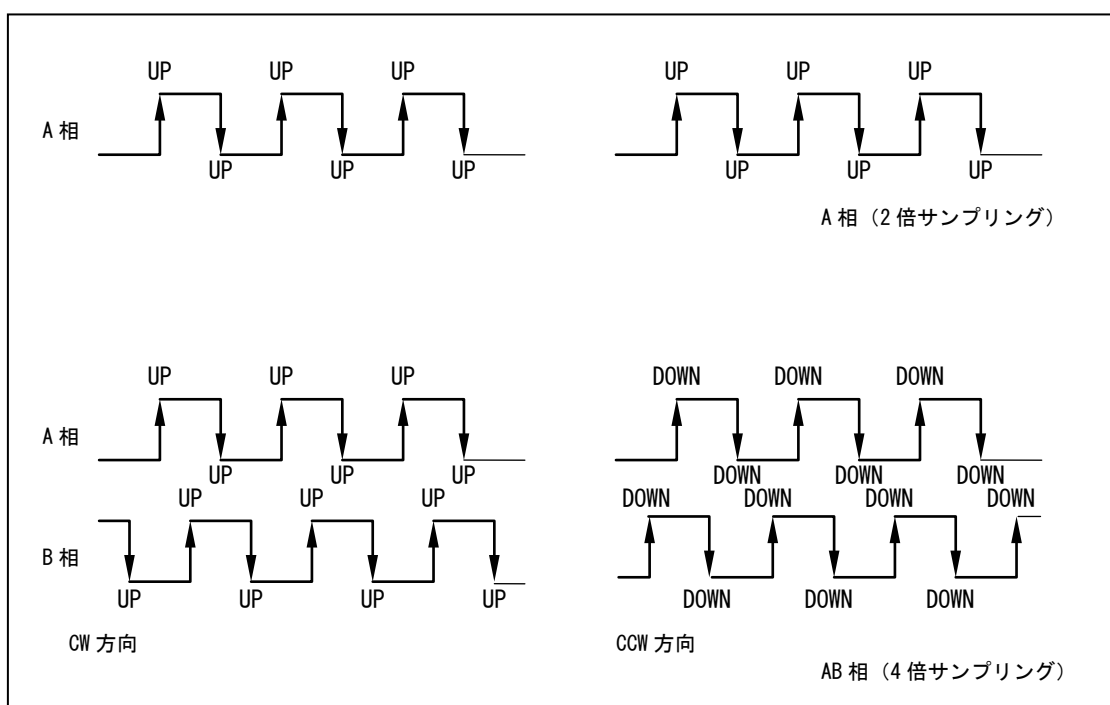 UP UP UP UP UP UP
A 相
UP UP UP UP UP UP
A 相（2 倍サンプリング）
UP UP UP DOWN DOWN DOWN
A 相
UP UP UP DOWN DOWN DOWN
UP UP UP DOWN DOWN DOWN DOWN
B 相
UP UP UP UP DOWN DOWN DOWN
CW 方向 CCW 方向
AB 相（4 倍サンプリング）